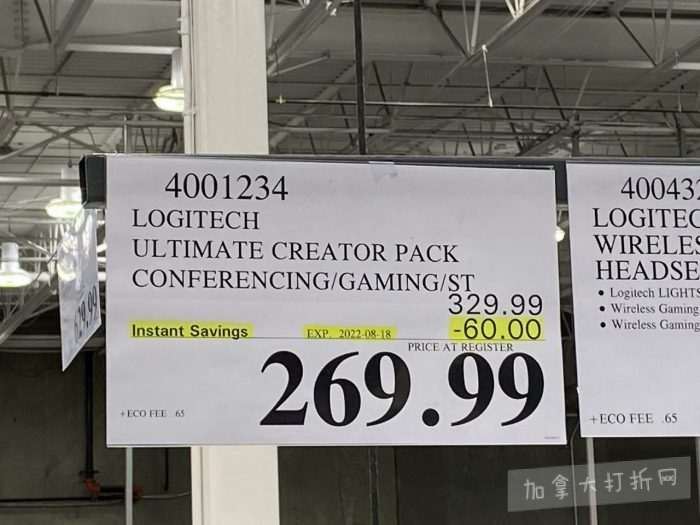 4001234
LOGITECH
ULTIMATE CREATOR PACK
CONFERENCING/GAMING/ST
329.99
Instant Savings EXP. 2022-08-18 -60.00
PRICE AT REGISTER
269.99
+ECO FEE .65
629.99
LOGITEC
WIRELES
HEADSE
• Logitech LIGHTS
• Wireless Gaming
• Wireless Gaming
+ECO FEE .65
加拿大打折网